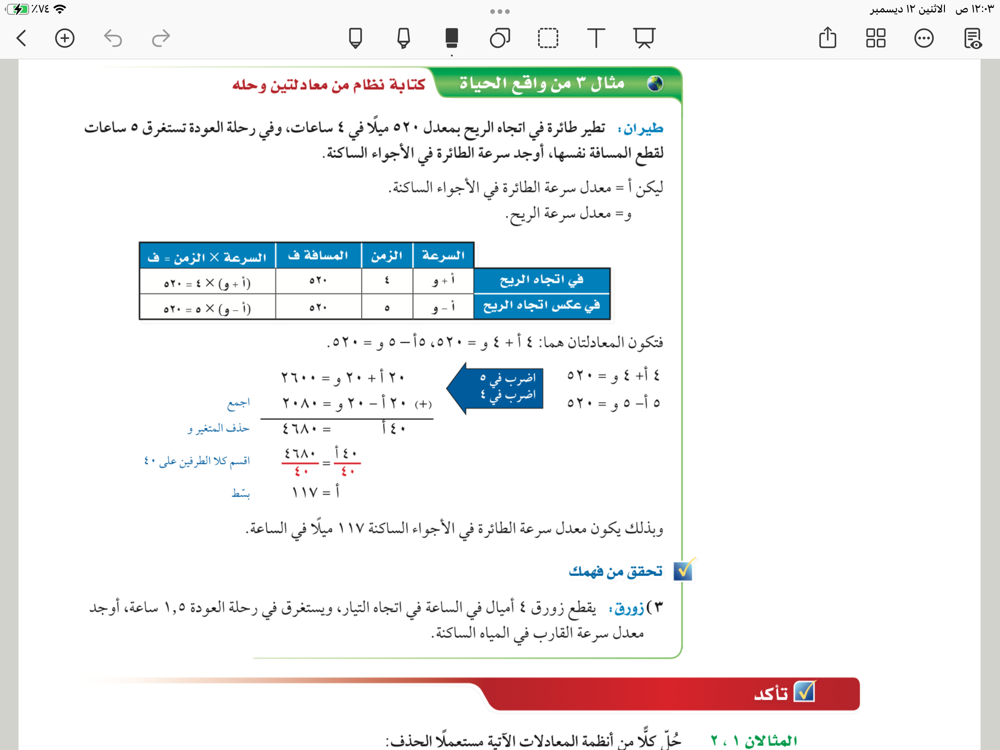 ١٢:٠٣ ص الاثنين ١٢ ديسمبر
٪٧٤
مثال ٣ من واقع الحياة كتابة نظام من معادلتين وحله
طيران: تطير طائرة في اتجاه الريح بمعدل ٥٢٠ ميلًا في ٤ ساعات، وفي رحلة العودة تستغرق ٥ ساعات
لقطع المسافة نفسها، أوجد سرعة الطائرة في الأجواء الساكنة.
ليكن أ = معدل سرعة الطائرة في الأجواء الساكنة.
و= معدل سرعة الريح.
السرعة الزمن المسافة ف السرعة × الزمن = ف
في اتجاه الريح أ + و ٤ ٥٢٠ (أ + و) × ٤ = ٥٢٠
في عكس اتجاه الريح أ – و ٥ ٥٢٠ (أ – و) × ٥ = ٥٢٠
فتكون المعادلتان هما: ٤ أ + ٤ و = ٥٢٠، ٥أ – ٥ و = ٥٢٠.
٤ أ+ ٤ و = ٥٢٠ اضرب في ٥ ٢٠ أ + ٢٠ و = ٢٦٠٠
٥ أ– ٥ و = ٥٢٠ اضرب في ٤ (+) ٢٠ أ – ٢٠ و = ٢٠٨٠ اجمع
٤٠ أ = ٤٦٨٠ حذف المتغير و
٤٠ أ = ٤٦٨٠ اقسم كلا الطرفين على ٤٠
٤٠ ٤٠
أ = ١١٧ بسّط
وبذلك يكون معدل سرعة الطائرة في الأجواء الساكنة ١١٧ ميلًا في الساعة.
تحقق من فهمك
٣) زورق: يقطع زورق ٤ أميال في الساعة في اتجاه التيار، ويستغرق في رحلة العودة ١,٥ ساعة، أوجد
معدل سرعة القارب في المياه الساكنة.
تأكد
المثالان ١ ، ٢ حُلّ كلًّا من أنظمة المعادلات الآتية مستعملًا الحذف: